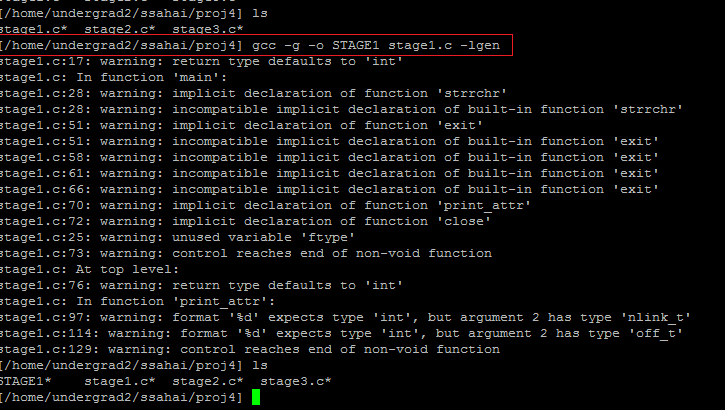 [/home/undergrad2/ssahai/proj4] ls
stage1.c* stage2.c* stage3.c*
[/home/undergrad2/ssahai/proj4] gcc -g -o STAGE1 stage1.c -lgen
stage1.c:17: warning: return type defaults to 'int'
stage1.c: In function 'main':
stage1.c:28: warning: implicit declaration of function 'strrchr'
stage1.c:28: warning: incompatible implicit declaration of built-in function 'strrchr'
stage1.c:51: warning: implicit declaration of function 'exit'
stage1.c:51: warning: incompatible implicit declaration of built-in function 'exit'
stage1.c:58: warning: incompatible implicit declaration of built-in function 'exit'
stage1.c:61: warning: incompatible implicit declaration of built-in function 'exit'
stage1.c:66: warning: incompatible implicit declaration of built-in function 'exit'
stage1.c:70: warning: implicit declaration of function 'print_attr'
stage1.c:72: warning: implicit declaration of function 'close'
stage1.c:25: warning: unused variable 'ftype'
stage1.c:73: warning: control reaches end of non-void function
stage1.c: At top level:
stage1.c:76: warning: return type defaults to 'int'
stage1.c: In function 'print_attr':
stage1.c:97: warning: format '%d' expects type 'int', but argument 2 has type 'nlink_t'
stage1.c:114: warning: format '%d' expects type 'int', but argument 2 has type 'off_t'
stage1.c:129: warning: control reaches end of non-void function
[/home/undergrad2/ssahai/proj4] ls
STAGE1* stage1.c* stage2.c* stage3.c*
[/home/undergrad2/ssahai/proj4]